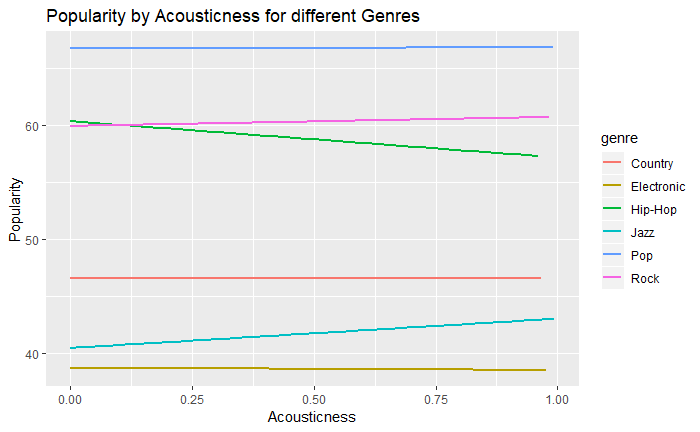 Popularity by Acousticness for different Genres
Popularity
60
50
40
0.00 0.25 0.50 0.75 1.00
Acousticness
genre
Country
Electronic
Hip-Hop
Jazz
Pop
Rock